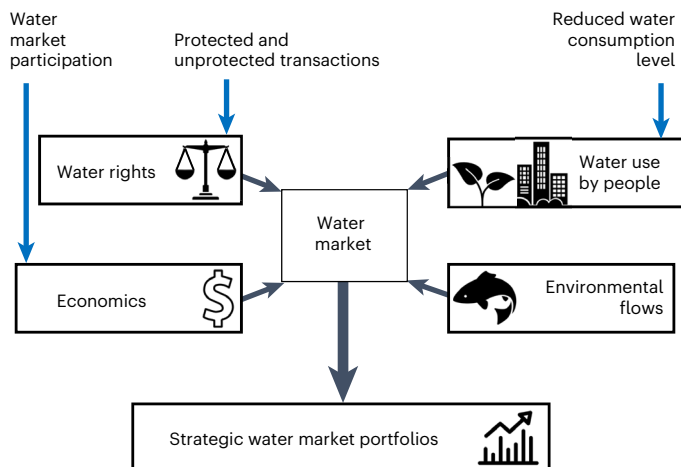 Water
market
participation
Protected and
unprotected transactions
Reduced water
consumption
level
Water rights
Water use
by people
Water
market
Economics
$
Environmental
flows
Strategic water market portfolios